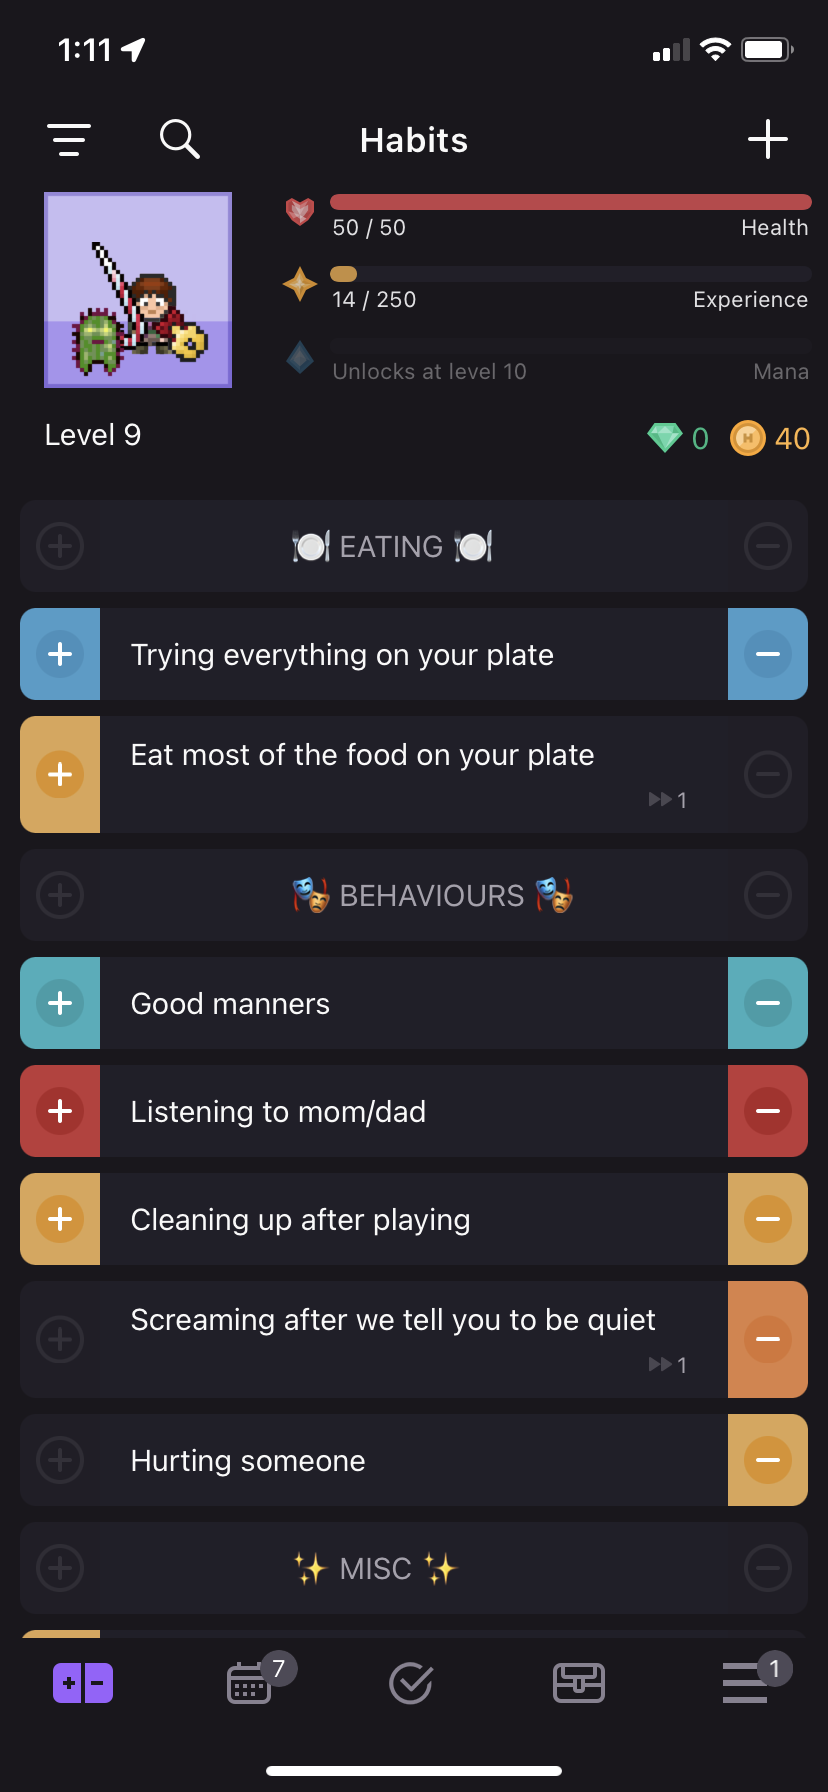 1:11
Habits
50 / 50 Health
14 / 250 Experience
Unlocks at level 10 Mana
Level 9
0 40
🍽️ EATING 🍽️
Trying everything on your plate
Eat most of the food on your plate
1
🎭 BEHAVIOURS 🎭
Good manners
Listening to mom/dad
Cleaning up after playing
Screaming after we tell you to be quiet
1
Hurting someone
✨ MISC ✨
7
1